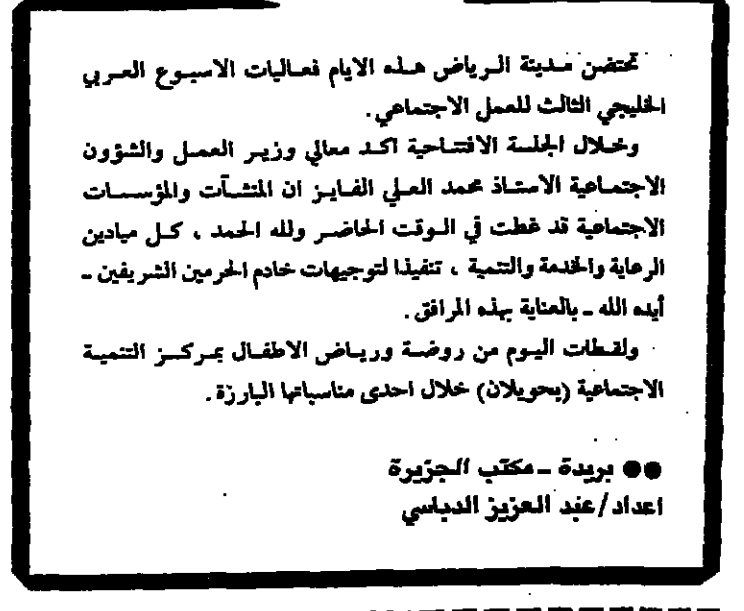 تحتضن مدينة الرياض هذه الايام فعاليات الاسبوع العربي
الخليجي الثالث للعمل الاجتماعي.
وخلال الجلسة الافتتاحية اكد معالي وزير العمل والشؤون
الاجتماعية الاستاذ محمد العلي الفايز ان المنشآت والمؤسسات
الاجتماعية قد غطت في الوقت الحاضر ولله الحمد ، كل ميادين
الرعاية والخدمة والتنمية ، تنفيذا لتوجيهات خادم الحرمين الشريفين ـ
أيده الله ـ بالعناية بهذه المرافق.
ولقطات اليوم من روضة ورياض الاطفال بمركز التنمية
الاجتماعية (بحويلان) خلال احدى مناسباتها البارزة.
●● بريدة ـ مكتب الجزيرة
اعداد/عبد العزيز الدباسي